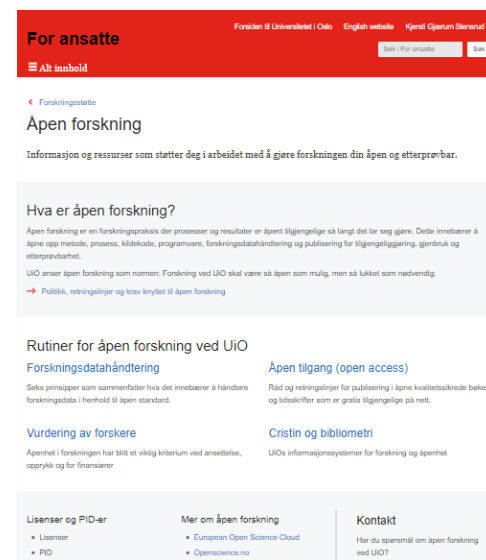 Forsiden til Universitetet i Oslo English website Kjersti Gjærum Stensrud
For ansatte
Søk i For ansatte Søk
Alt innhold
Forskningsstøtte
Åpen forskning
Informasjon og ressurser som støtter deg i arbeidet med å gjøre forskningen din åpen og etterprøvbar.
Hva er åpen forskning?
Åpen forskning er en forskningspraksis der prosesser og resultater er åpent tilgjengelige så langt det lar seg gjøre. Dette innebærer å
åpne opp metode, prosess, kildekode, programvare, forskningsdatahåndtering og publisering for tilgjengeliggjøring, gjenbruk og
etterprøvbarhet.
UiO anser åpen forskning som normen: Forskning ved UiO skal være så åpen som mulig, men så lukket som nødvendig.
→ Politikk, retningslinjer og krav knyttet til åpen forskning
Rutiner for åpen forskning ved UiO
Forskningsdatahåndtering
Seks prinsipper som sammenfatter hva det innebærer å håndtere
forskningsdata i henhold til åpen standard.
Åpen tilgang (open access)
Råd og retningslinjer for publisering i åpne kvalitetssikrede bøke
og tidsskrifter som er gratis tilgjengelige på nett.
Vurdering av forskere
Åpenhet i forskningen har blitt et viktig kriterium ved ansettelse,
opprykk og for finansiører
Cristin og bibliometri
UiOs informasjonssystemer for forskning og åpenhet
Lisenser og PID-er
Lisenser
PID
Mer om åpen forskning
European Open Science Cloud
Openscience.no
Kontakt
Har du spørsmål om åpen forskning
ved UiO?